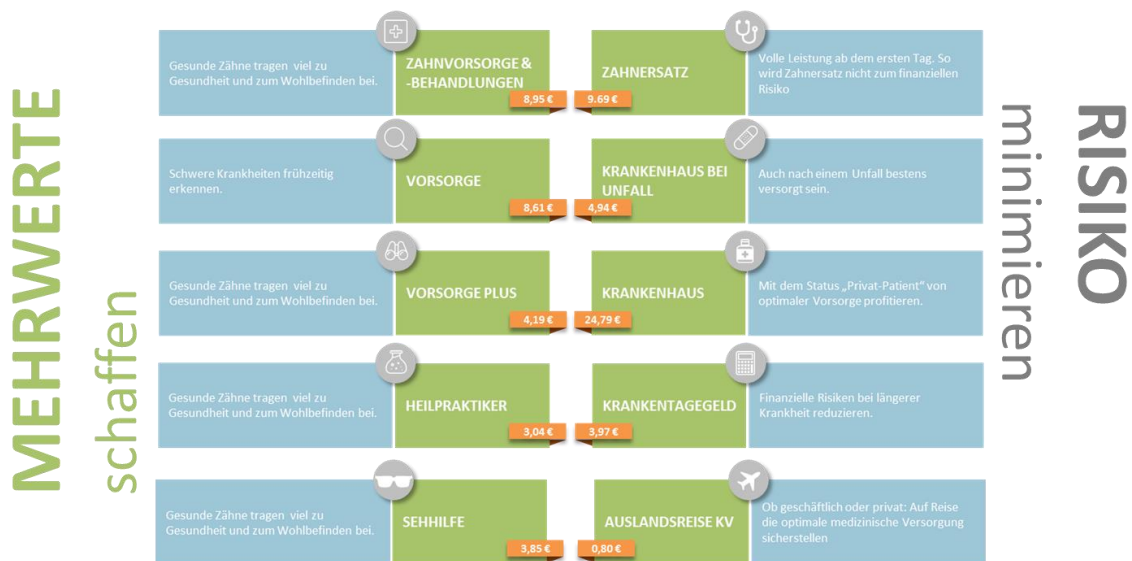 MEHRWERTE
schaffen
Gesunde Zähne tragen viel zu
Gesundheit und zum Wohlbefinden bei.
ZAHNVORSORGE &
-BEHANDLUNGEN
8,95 €
ZAHNERSATZ
9.69 €
Volle Leistung ab dem ersten Tag. So
wird Zahnersatz nicht zum finanziellen
Risiko
Schwere Krankheiten frühzeitig
erkennen.
VORSORGE
8,61 €
KRANKENHAUS BEI
UNFALL
4,94 €
Auch nach einem Unfall bestens
versorgt sein.
Gesunde Zähne tragen viel zu
Gesundheit und zum Wohlbefinden bei.
VORSORGE PLUS
4,19 €
KRANKENHAUS
24,79 €
Mit dem Status „Privat-Patient" von
optimaler Vorsorge profitieren.
Gesunde Zähne tragen viel zu
Gesundheit und zum Wohlbefinden bei.
HEILPRAKTIKER
3,04 €
KRANKENTAGEGELD
3,97 €
Finanzielle Risiken bei längerer
Krankheit reduzieren.
Gesunde Zähne tragen viel zu
Gesundheit und zum Wohlbefinden bei.
SEHHILFE
3,85 €
AUSLANDSREISE KV
0,80 €
Ob geschäftlich oder privat: Auf Reise
die optimale medizinische Versorgung
sicherstellen
RISIKO
minimieren